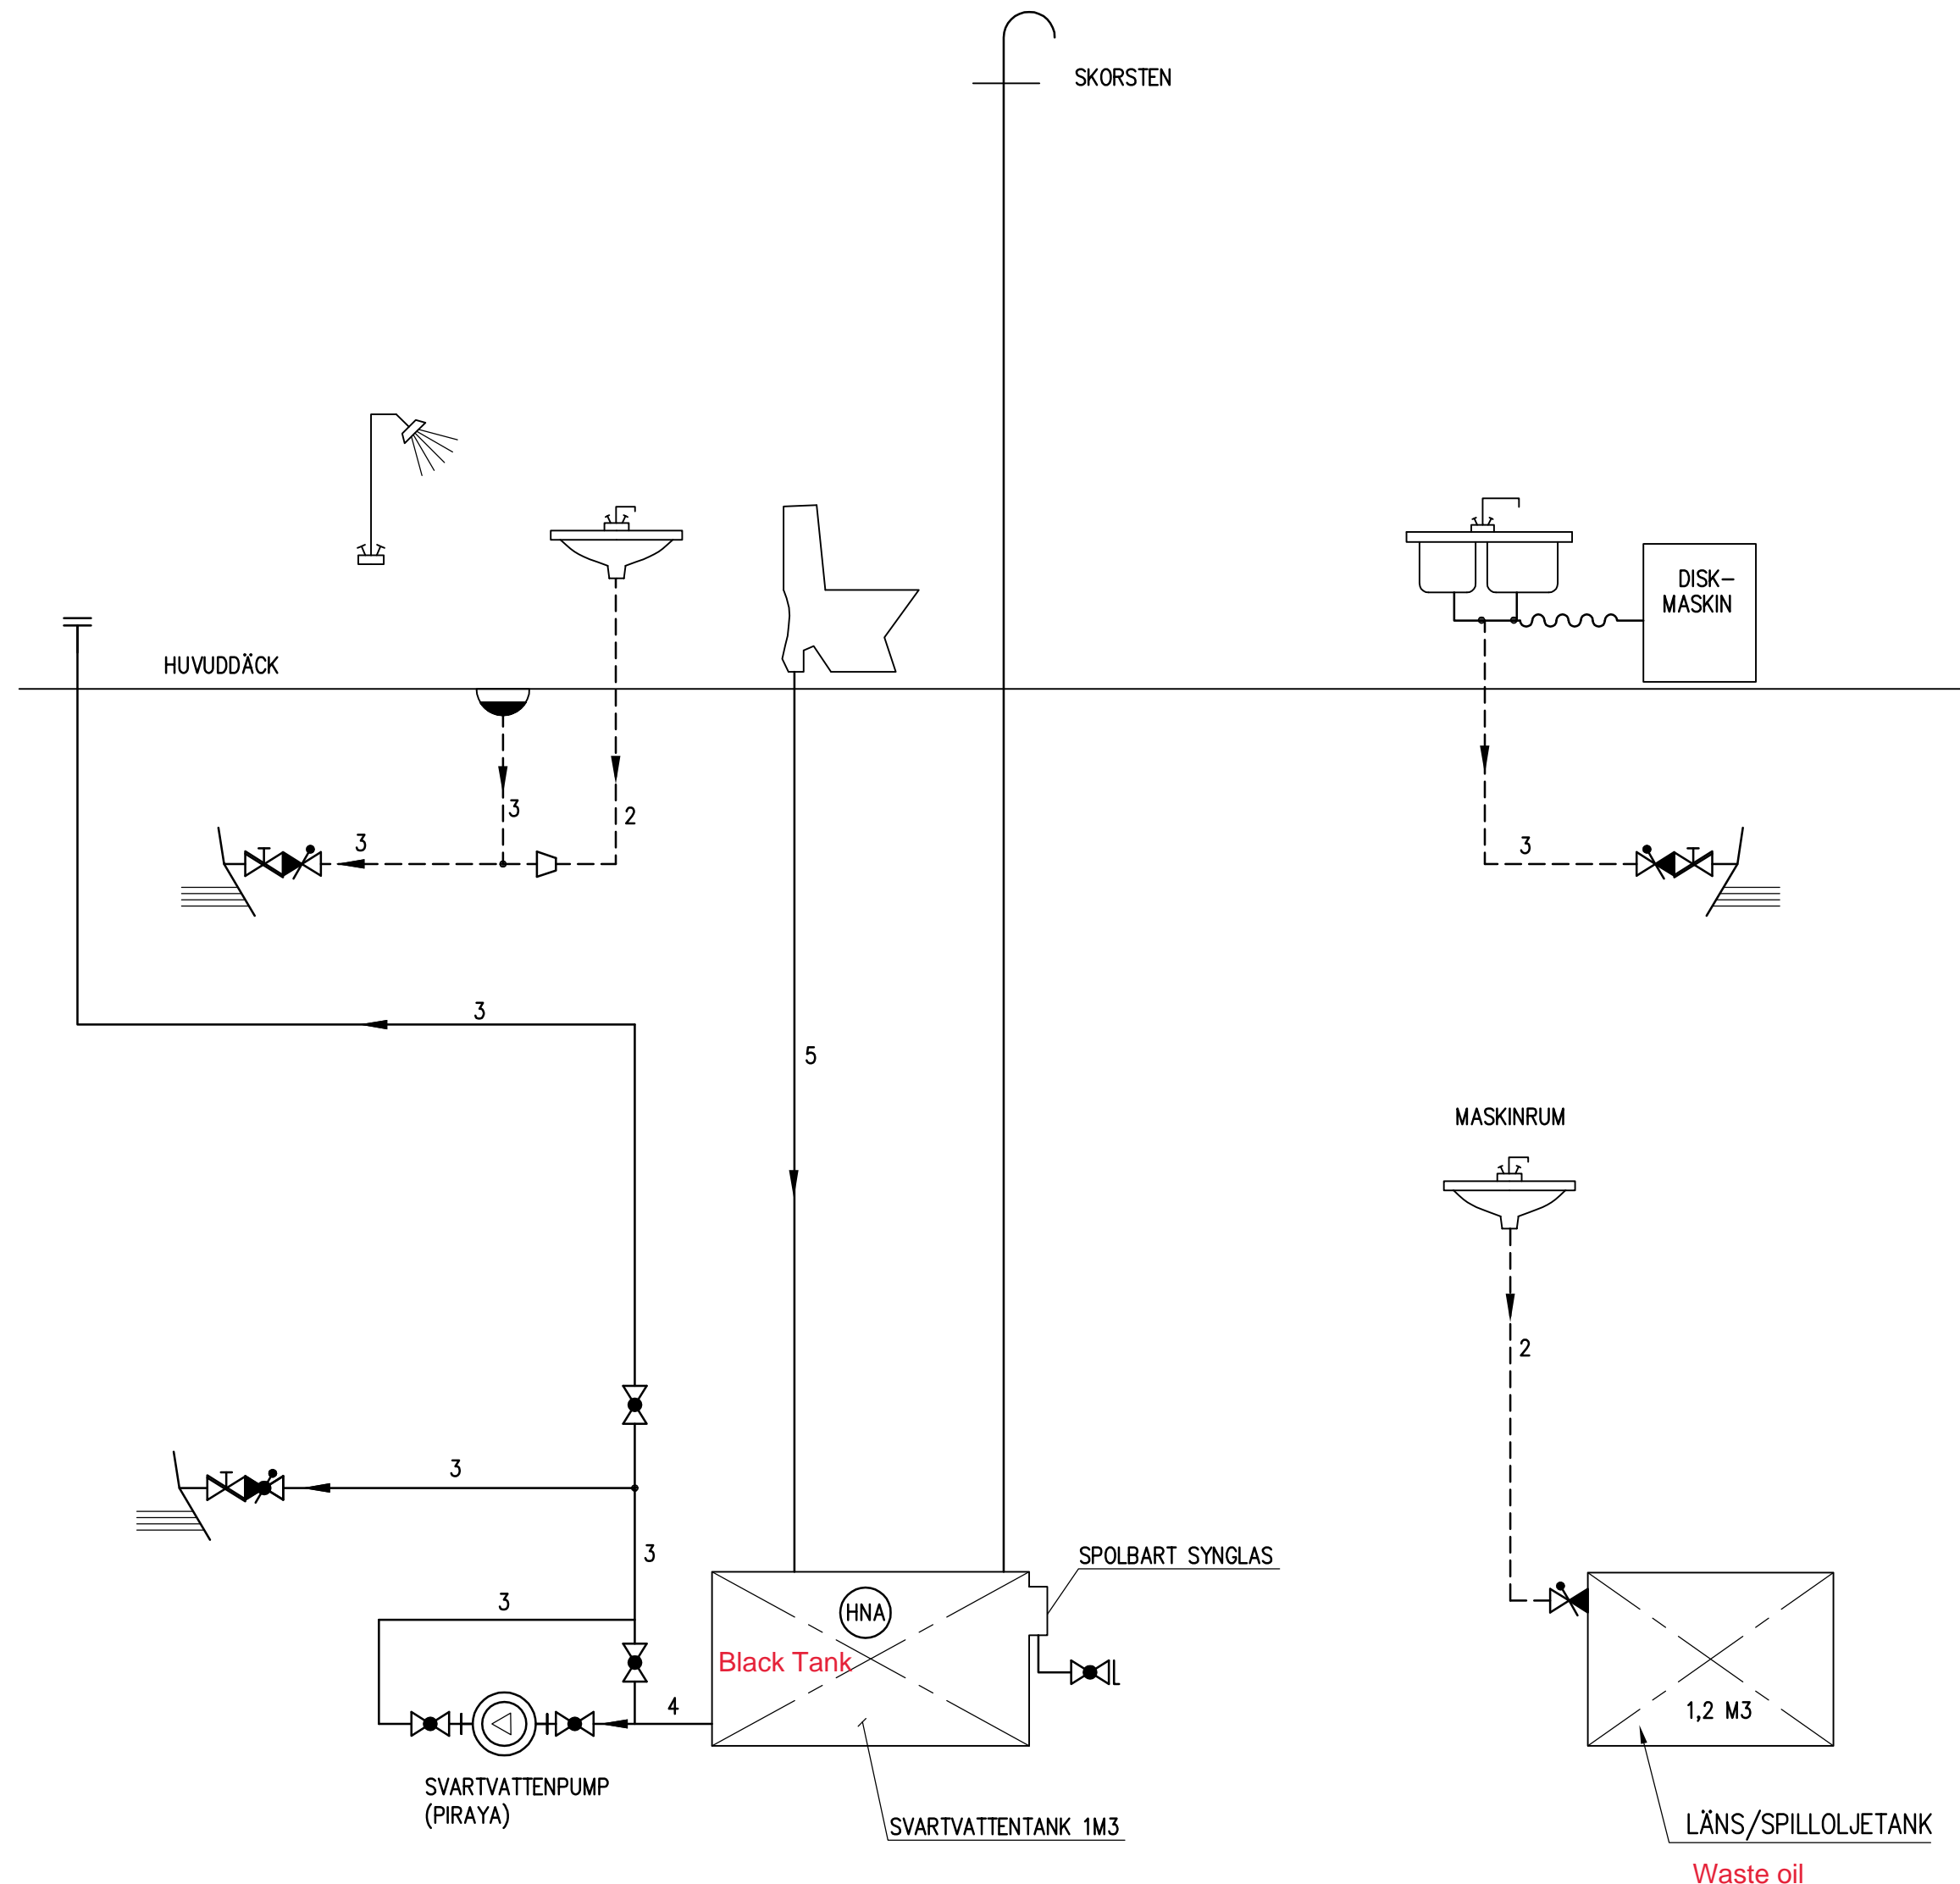 SKORSTEN
DISK-
MASKIN
HUVUDDÄCK
3
2
3
3
3
5
MASKINRUM
2
3
3
SPOLBART SYNGLAS
3
HNA
Black Tank
4
1,2 M3
SVARTVATTENPUMP
(PIRAYA)
SVARTVATTENTANK 1M3
LÄNS/SPILLOLJETANK
Waste oil